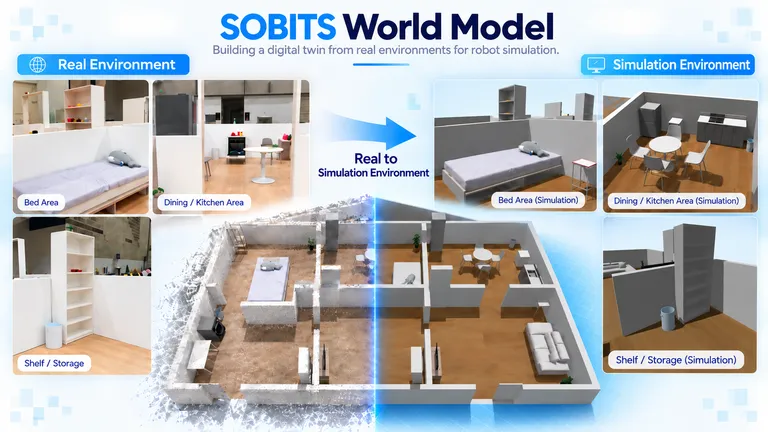 SOBITS World Model
Building a digital twin from real environments for robot simulation.
Real Environment
Bed Area
Dining / Kitchen Area
Shelf / Storage
Real to
Simulation Environment
Simulation Environment
Bed Area (Simulation)
Dining / Kitchen Area (Simulation)
Shelf / Storage (Simulation)